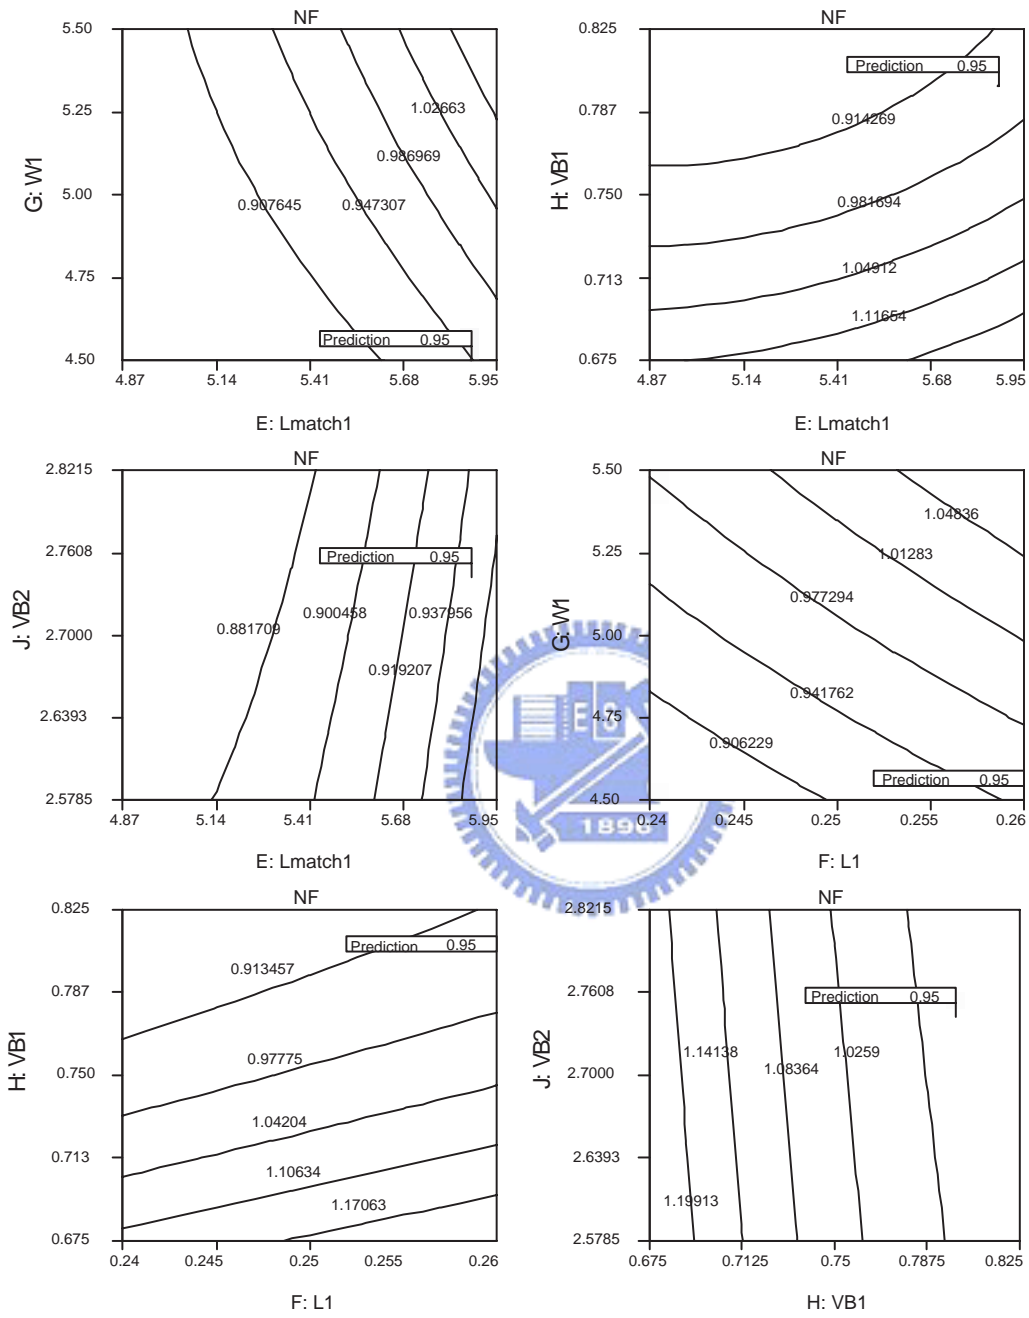 NF
5.50
5.25
5.00
4.75
4.50
G: W1
1.02663
0.986969
0.907645
0.947307
Prediction 0.95
4.87 5.14 5.41 5.68 5.95
E: Lmatch1
NF
0.825
0.787
0.750
0.713
0.675
H: VB1
Prediction 0.95
0.914269
0.981694
1.04912
1.11654
4.87 5.14 5.41 5.68 5.95
E: Lmatch1
NF
2.8215
2.7608
2.7000
2.6393
2.5785
J: VB2
Prediction 0.95
0.881709
0.900458
0.937956
0.919207
4.87 5.14 5.41 5.68 5.95
E: Lmatch1
NF
5.50
5.25
5.00
4.75
4.50
G: W1
1.04836
1.01283
0.977294
0.941762
0.906229
Prediction 0.95
0.24 0.245 0.25 0.255 0.26
F: L1
E S
1896
NF
0.825
0.787
0.750
0.713
0.675
H: VB1
Prediction 0.95
0.913457
0.97775
1.04204
1.10634
1.17063
0.24 0.245 0.25 0.255 0.26
F: L1
NF
2.8215
2.7608
2.7000
2.6393
2.5785
J: VB2
Prediction 0.95
1.14138
1.08364
1.0259
1.19913
0.675 0.7125 0.75 0.7875 0.825
H: VB1